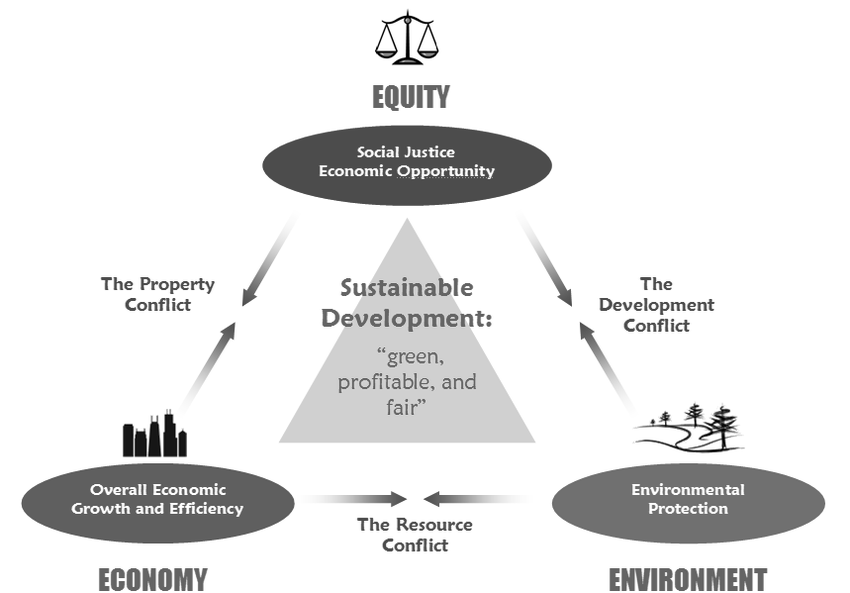 EQUITY
Social Justice
Economic Opportunity
The Property
Conflict
Sustainable
Development:
“green,
profitable, and
fair”
The
Development
Conflict
Overall Economic
Growth and Efficiency
Environmental
Protection
The Resource
Conflict
ECONOMY
ENVIRONMENT